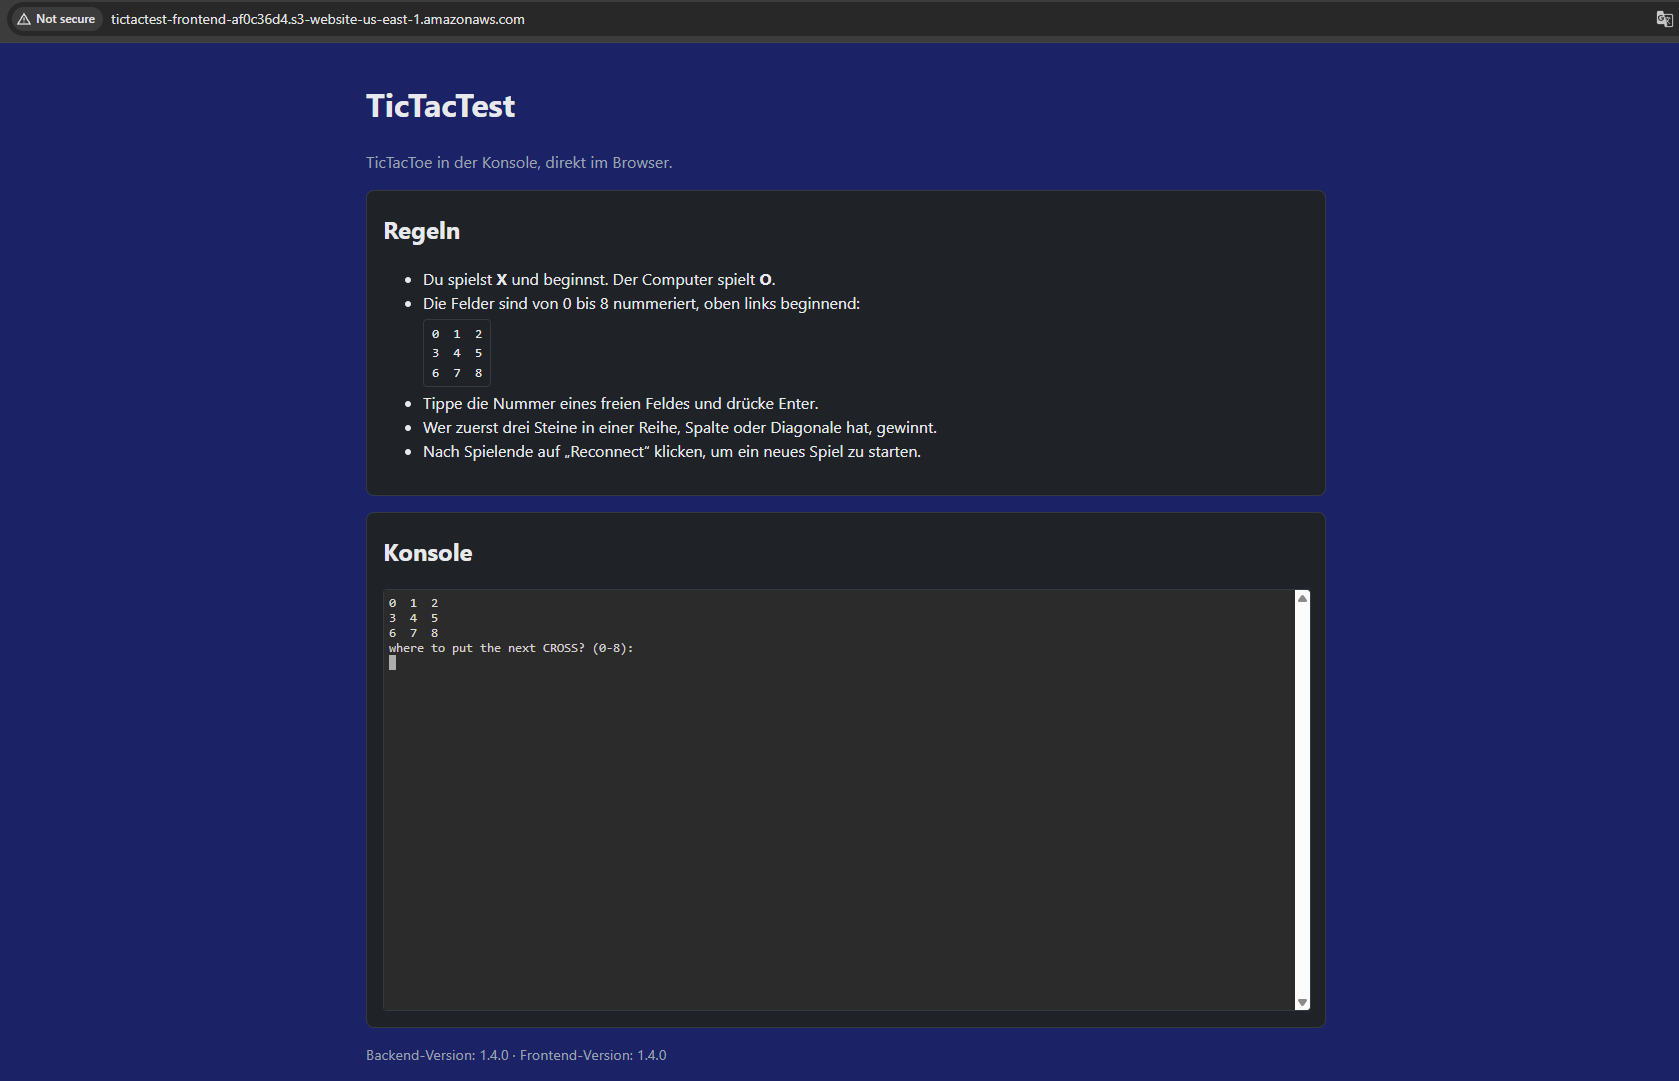 Not secure tictactest-frontend-af0c36d4.s3-website-us-east-1.amazonaws.com
TicTacTest
TicTacToe in der Konsole, direkt im Browser.
Regeln
Du spielst X und beginnst. Der Computer spielt O.
Die Felder sind von 0 bis 8 nummeriert, oben links beginnend:
0 1 2
3 4 5
6 7 8
Tippe die Nummer eines freien Feldes und drücke Enter.
Wer zuerst drei Steine in einer Reihe, Spalte oder Diagonale hat, gewinnt.
Nach Spielende auf „Reconnect“ klicken, um ein neues Spiel zu starten.
Konsole
0 1 2
3 4 5
6 7 8
where to put the next CROSS? (0-8):
Backend-Version: 1.4.0 · Frontend-Version: 1.4.0